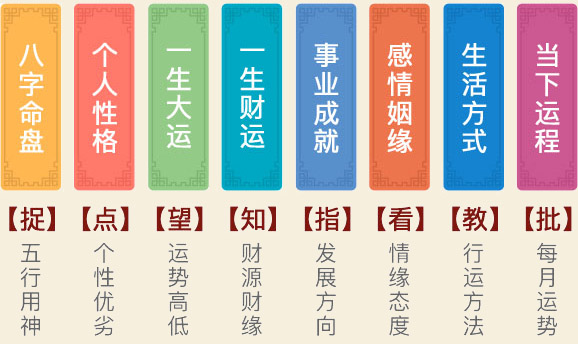 八字命盘
个人性格
一生大运
一生财运
事业成就
感情姻缘
生活方式
当下运程
【捉】
【点】
【望】
【知】
【指】
【看】
【教】
【批】
五行用神
个性优劣
运势高低
财源财缘
发展方向
情缘态度
行运方法
每月运势